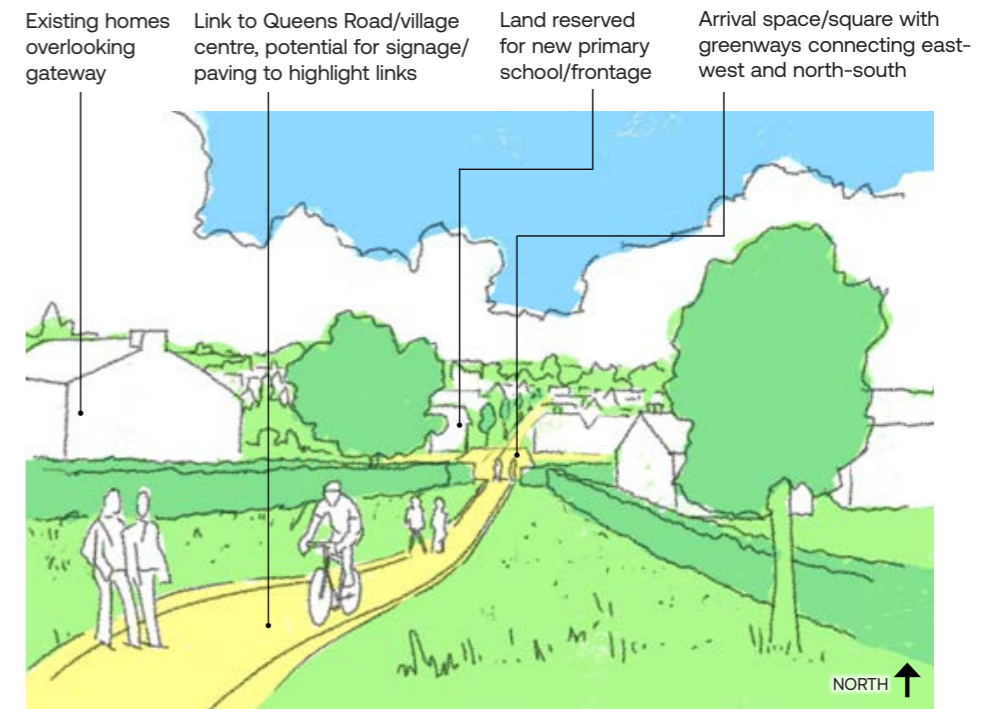 Existing homes
overlooking
gateway
Link to Queens Road/village
centre, potential for signage/
paving to highlight links
Land reserved
for new primary
school/frontage
Arrival space/square with
greenways connecting east-
west and north-south
NORTH